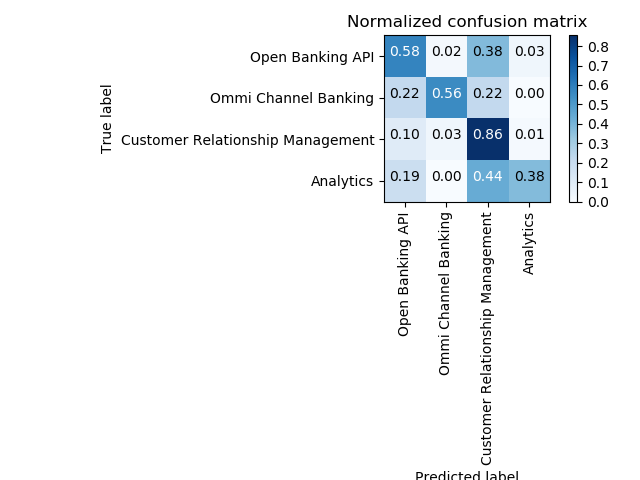 Normalized confusion matrix
True label
Open Banking API 0.58 0.02 0.38 0.03
Ommi Channel Banking 0.22 0.56 0.22 0.00
Customer Relationship Management 0.10 0.03 0.86 0.01
Analytics 0.19 0.00 0.44 0.38
0.8
0.7
0.6
0.5
0.4
0.3
0.2
0.1
0.0
Open Banking API
Ommi Channel Banking
Customer Relationship Management
Analytics
Predicted label